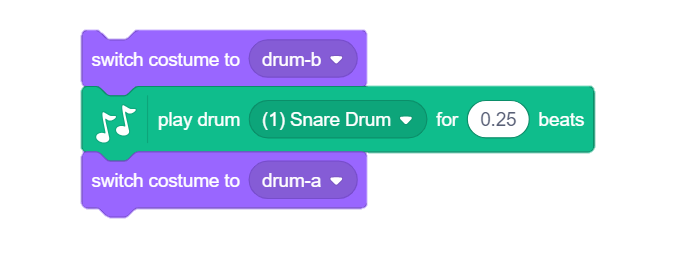 switch costume to drum-b
play drum (1) Snare Drum for 0.25 beats
switch costume to drum-a